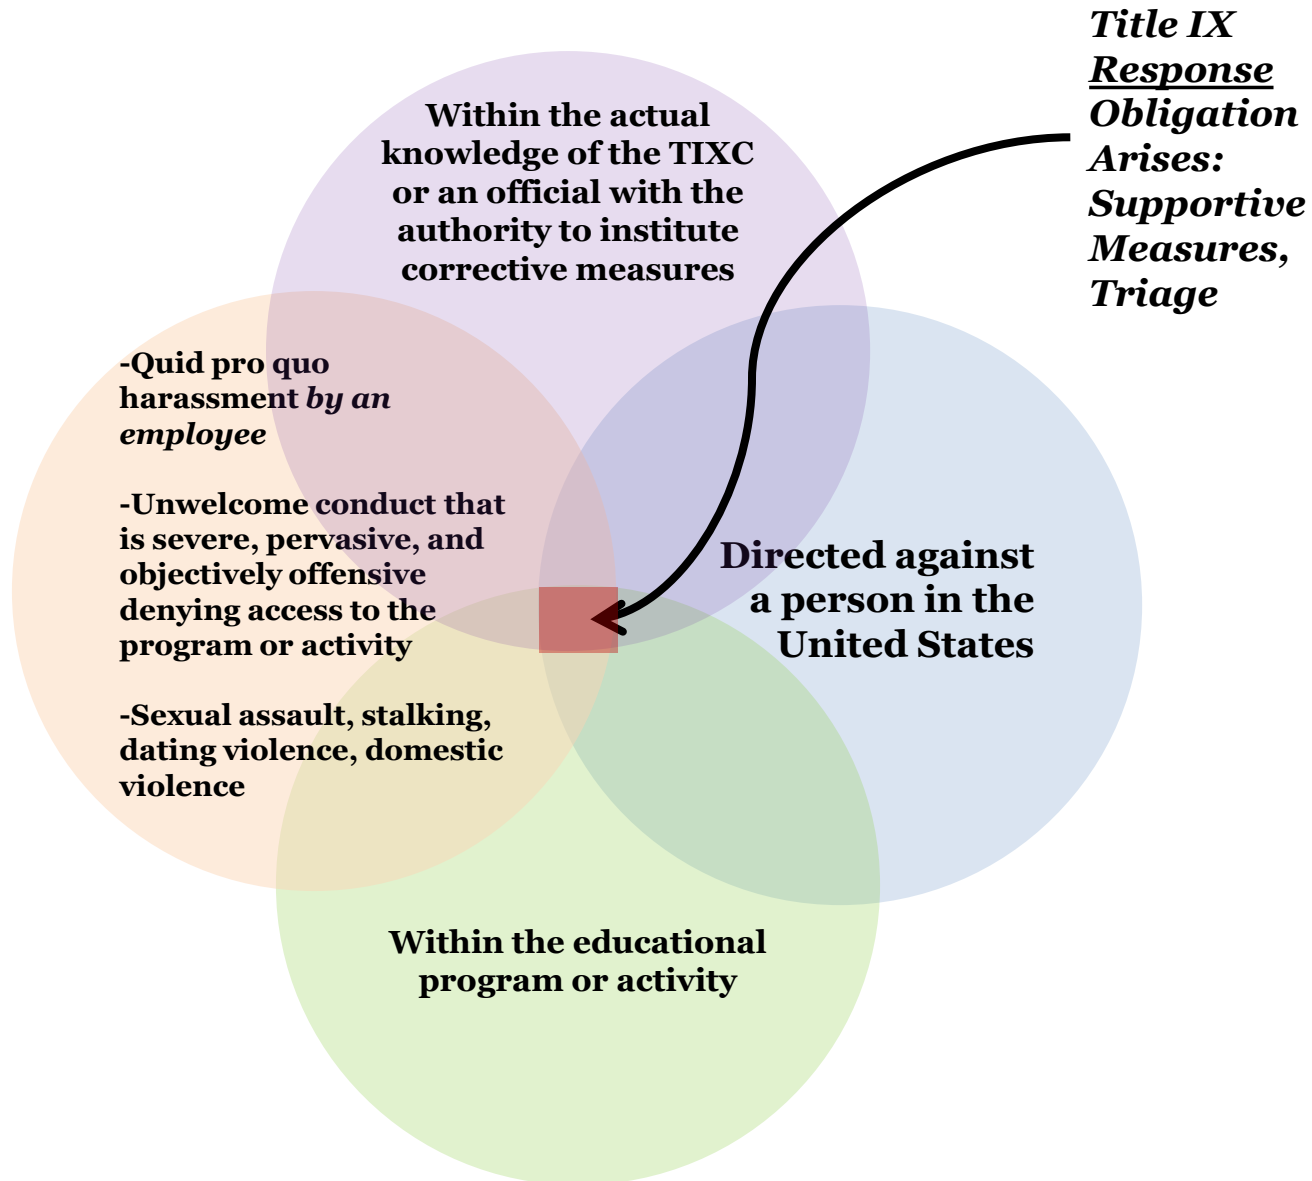 Title IX
Response
Obligation
Arises:
Supportive
Measures,
Triage
Within the actual
knowledge of the TIXC
or an official with the
authority to institute
corrective measures
-Quid pro quo
harassment by an
employee
-Unwelcome conduct that
is severe, pervasive, and
objectively offensive
denying access to the
program or activity
-Sexual assault, stalking,
dating violence, domestic
violence
Directed against
a person in the
United States
Within the educational
program or activity